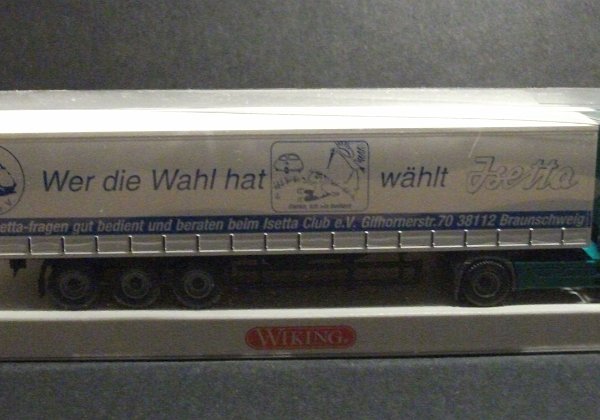 Wer die Wahl hat wählt Isetta
setta-fragen gut bedient und beraten beim Isetta Club e.V. Gifhornerstr. 70 38112 Braunschweig
WIKING